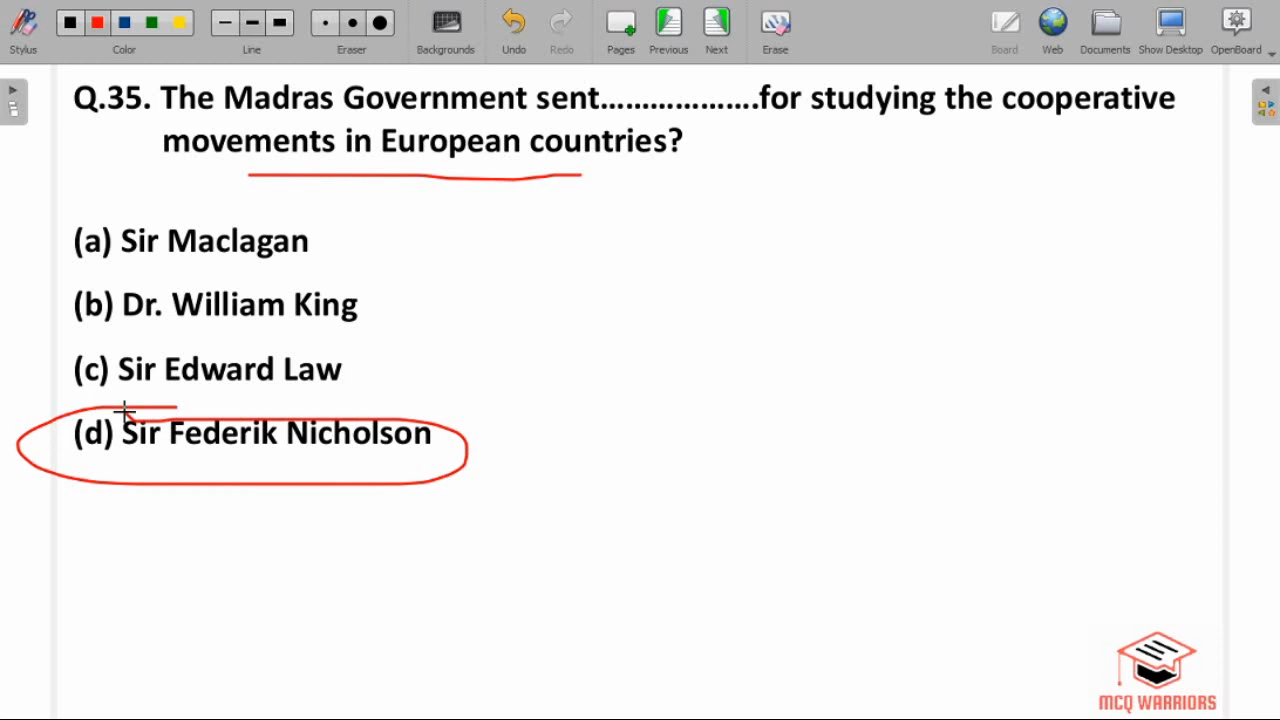 Stylus
Color
Line
Eraser
Backgrounds
Undo
Redo
Pages
Previous
Next
Erase
Board
Web
Documents
Show Desktop
OpenBoard
Q.35. The Madras Government sent...................for studying the cooperative
movements in European countries?
(a) Sir Maclagan
(b) Dr. William King
(c) Sir Edward Law
(d) Sir Federik Nicholson
MCQ WARRIORS